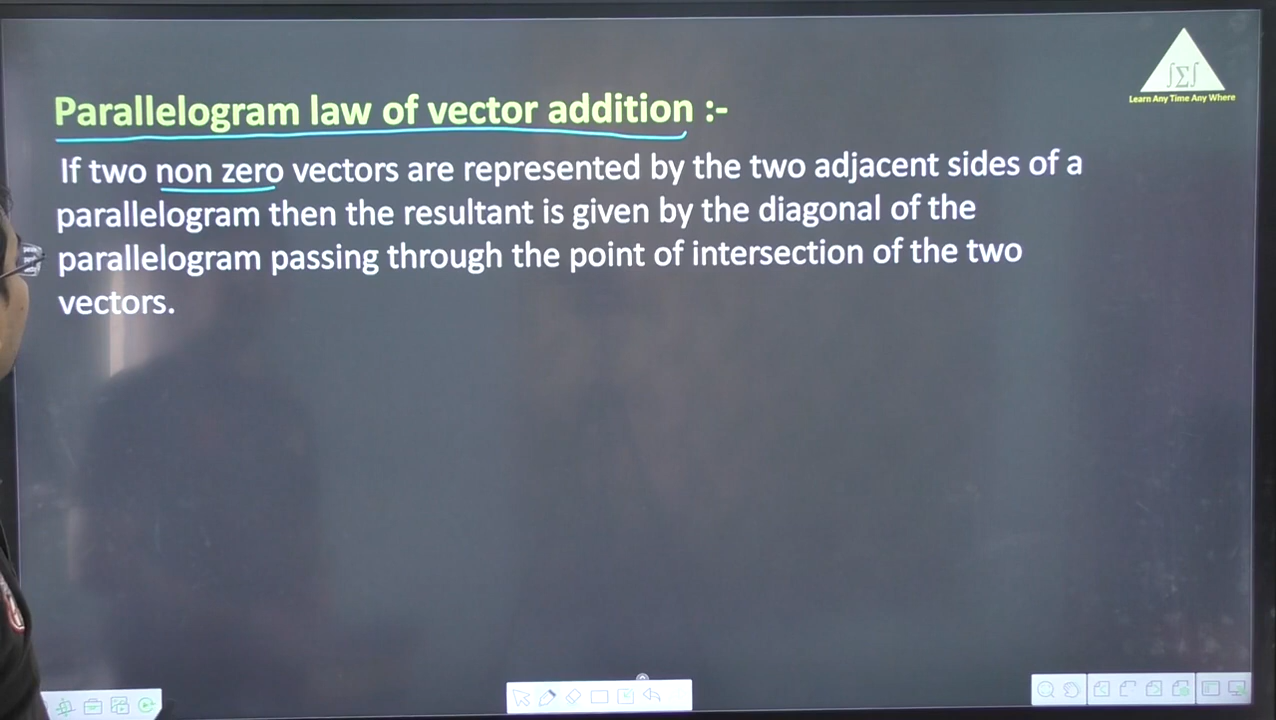 ∫Σ∫
Learn Any Time Any Where
Parallelogram law of vector addition :-
If two non zero vectors are represented by the two adjacent sides of a
parallelogram then the resultant is given by the diagonal of the
parallelogram passing through the point of intersection of the two
vectors.